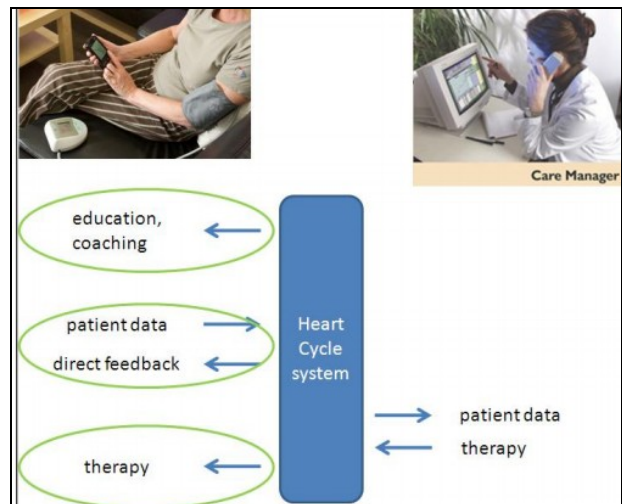 Care Manager
education,
coaching
patient data
direct feedback
therapy
Heart
Cycle
system
patient data
therapy